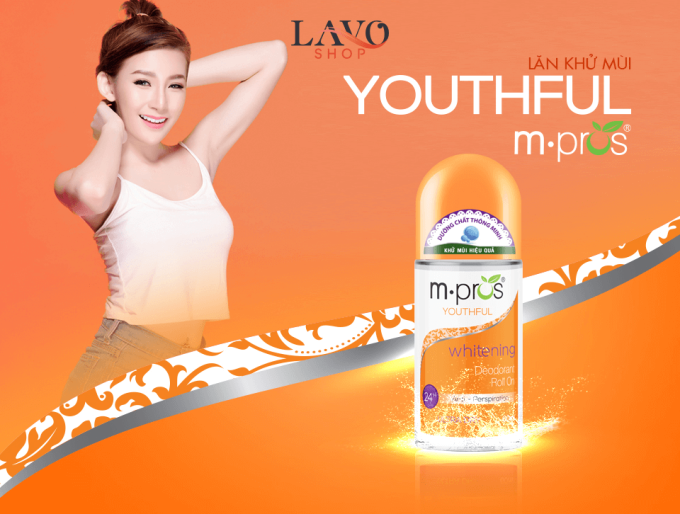 LAVO
SHOP
LĂN KHỬ MÙI
YOUTHFUL
m·pros®
DƯỠNG CHẤT THÔNG MINH
KHỬ MÙI HIỆU QUẢ
m·pros®
YOUTHFUL
whitening
Deodorant
Roll On
24
Anti - Perspirant